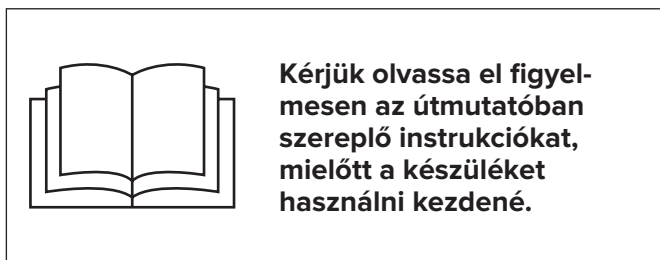 Kérjük olvassa el figyel-
mesen az útmutatóban
szereplő instrukciókat,
mielőtt a készüléket
használni kezdené.